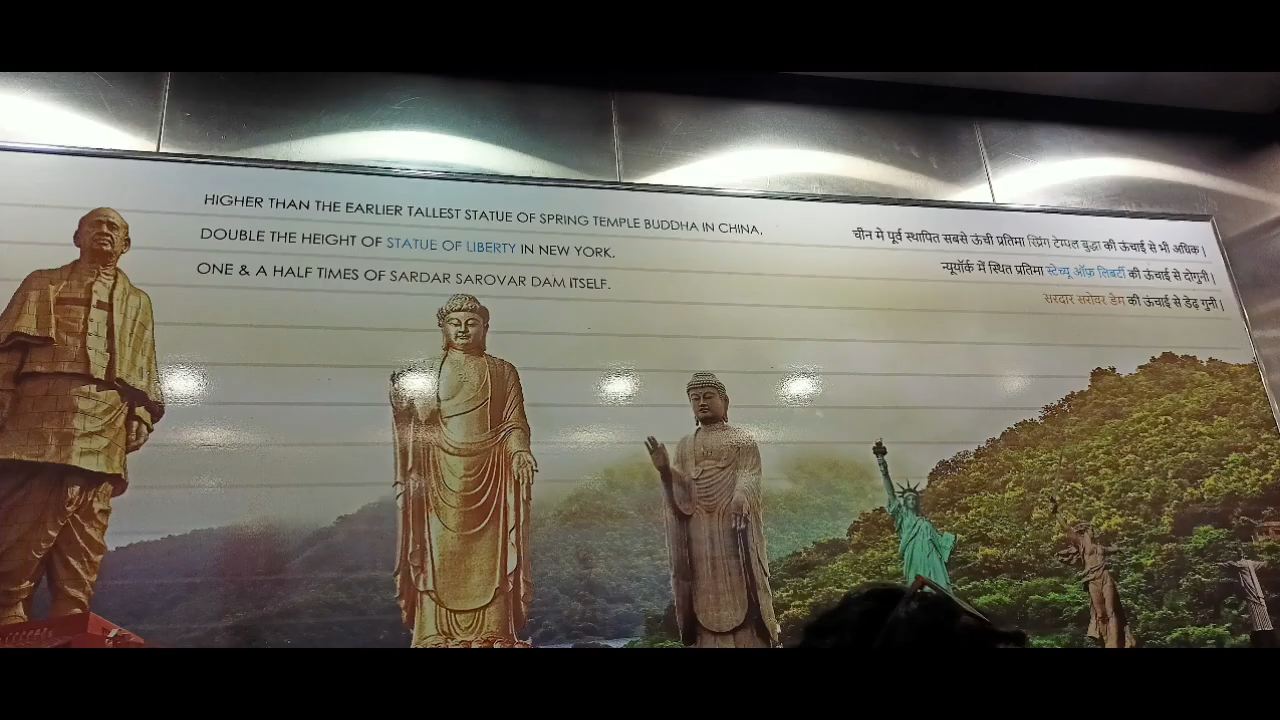 HIGHER THAN THE EARLIER TALLEST STATUE OF SPRING TEMPLE BUDDHA IN CHINA,
DOUBLE THE HEIGHT OF STATUE OF LIBERTY IN NEW YORK.
ONE & A HALF TIMES OF SARDAR SAROVAR DAM ITSELF.
चीन में पूर्व स्थापित सबसे ऊंची प्रतिमा स्प्रिंग टेम्पल बुद्धा की ऊंचाई से भी अधिक|
न्यूयॉर्क में स्थित प्रतिमा स्टेच्यू ऑफ़ लिबर्टी की ऊंचाई से दोगुनी|
सरदार सरोवर डैम की ऊंचाई से डेढ़ गुनी|